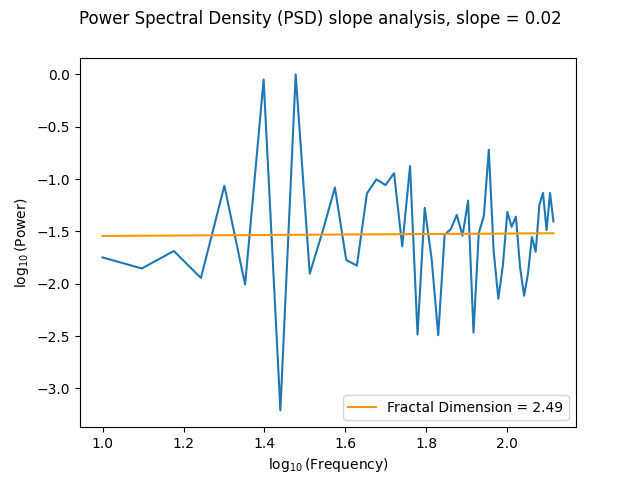 Power Spectral Density (PSD) slope analysis, slope = 0.02
0.0
−0.5
−1.0
−1.5
−2.0
−2.5
−3.0
log₁₀ (Power)
Fractal Dimension = 2.49
1.0 1.2 1.4 1.6 1.8 2.0
log₁₀ (Frequency)